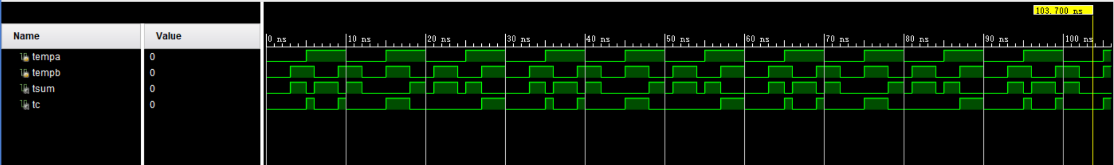 103.700 ns
Name Value
0 ns 10 ns 20 ns 30 ns 40 ns 50 ns 60 ns 70 ns 80 ns 90 ns 100 ns
tempa 0
tempb 0
tsum 0
tc 0